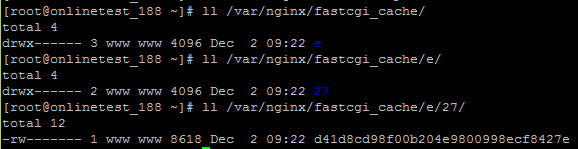 [root@onlinetest_188 ~]# ll /var/nginx/fastcgi_cache/
total 4
drwx------ 3 www www 4096 Dec  2 09:22 e
[root@onlinetest_188 ~]# ll /var/nginx/fastcgi_cache/e/
total 4
drwx------ 2 www www 4096 Dec  2 09:22 27
[root@onlinetest_188 ~]# ll /var/nginx/fastcgi_cache/e/27/
total 12
-rw------- 1 www www 8618 Dec  2 09:22 d41d8cd98f00b204e9800998ecf8427e